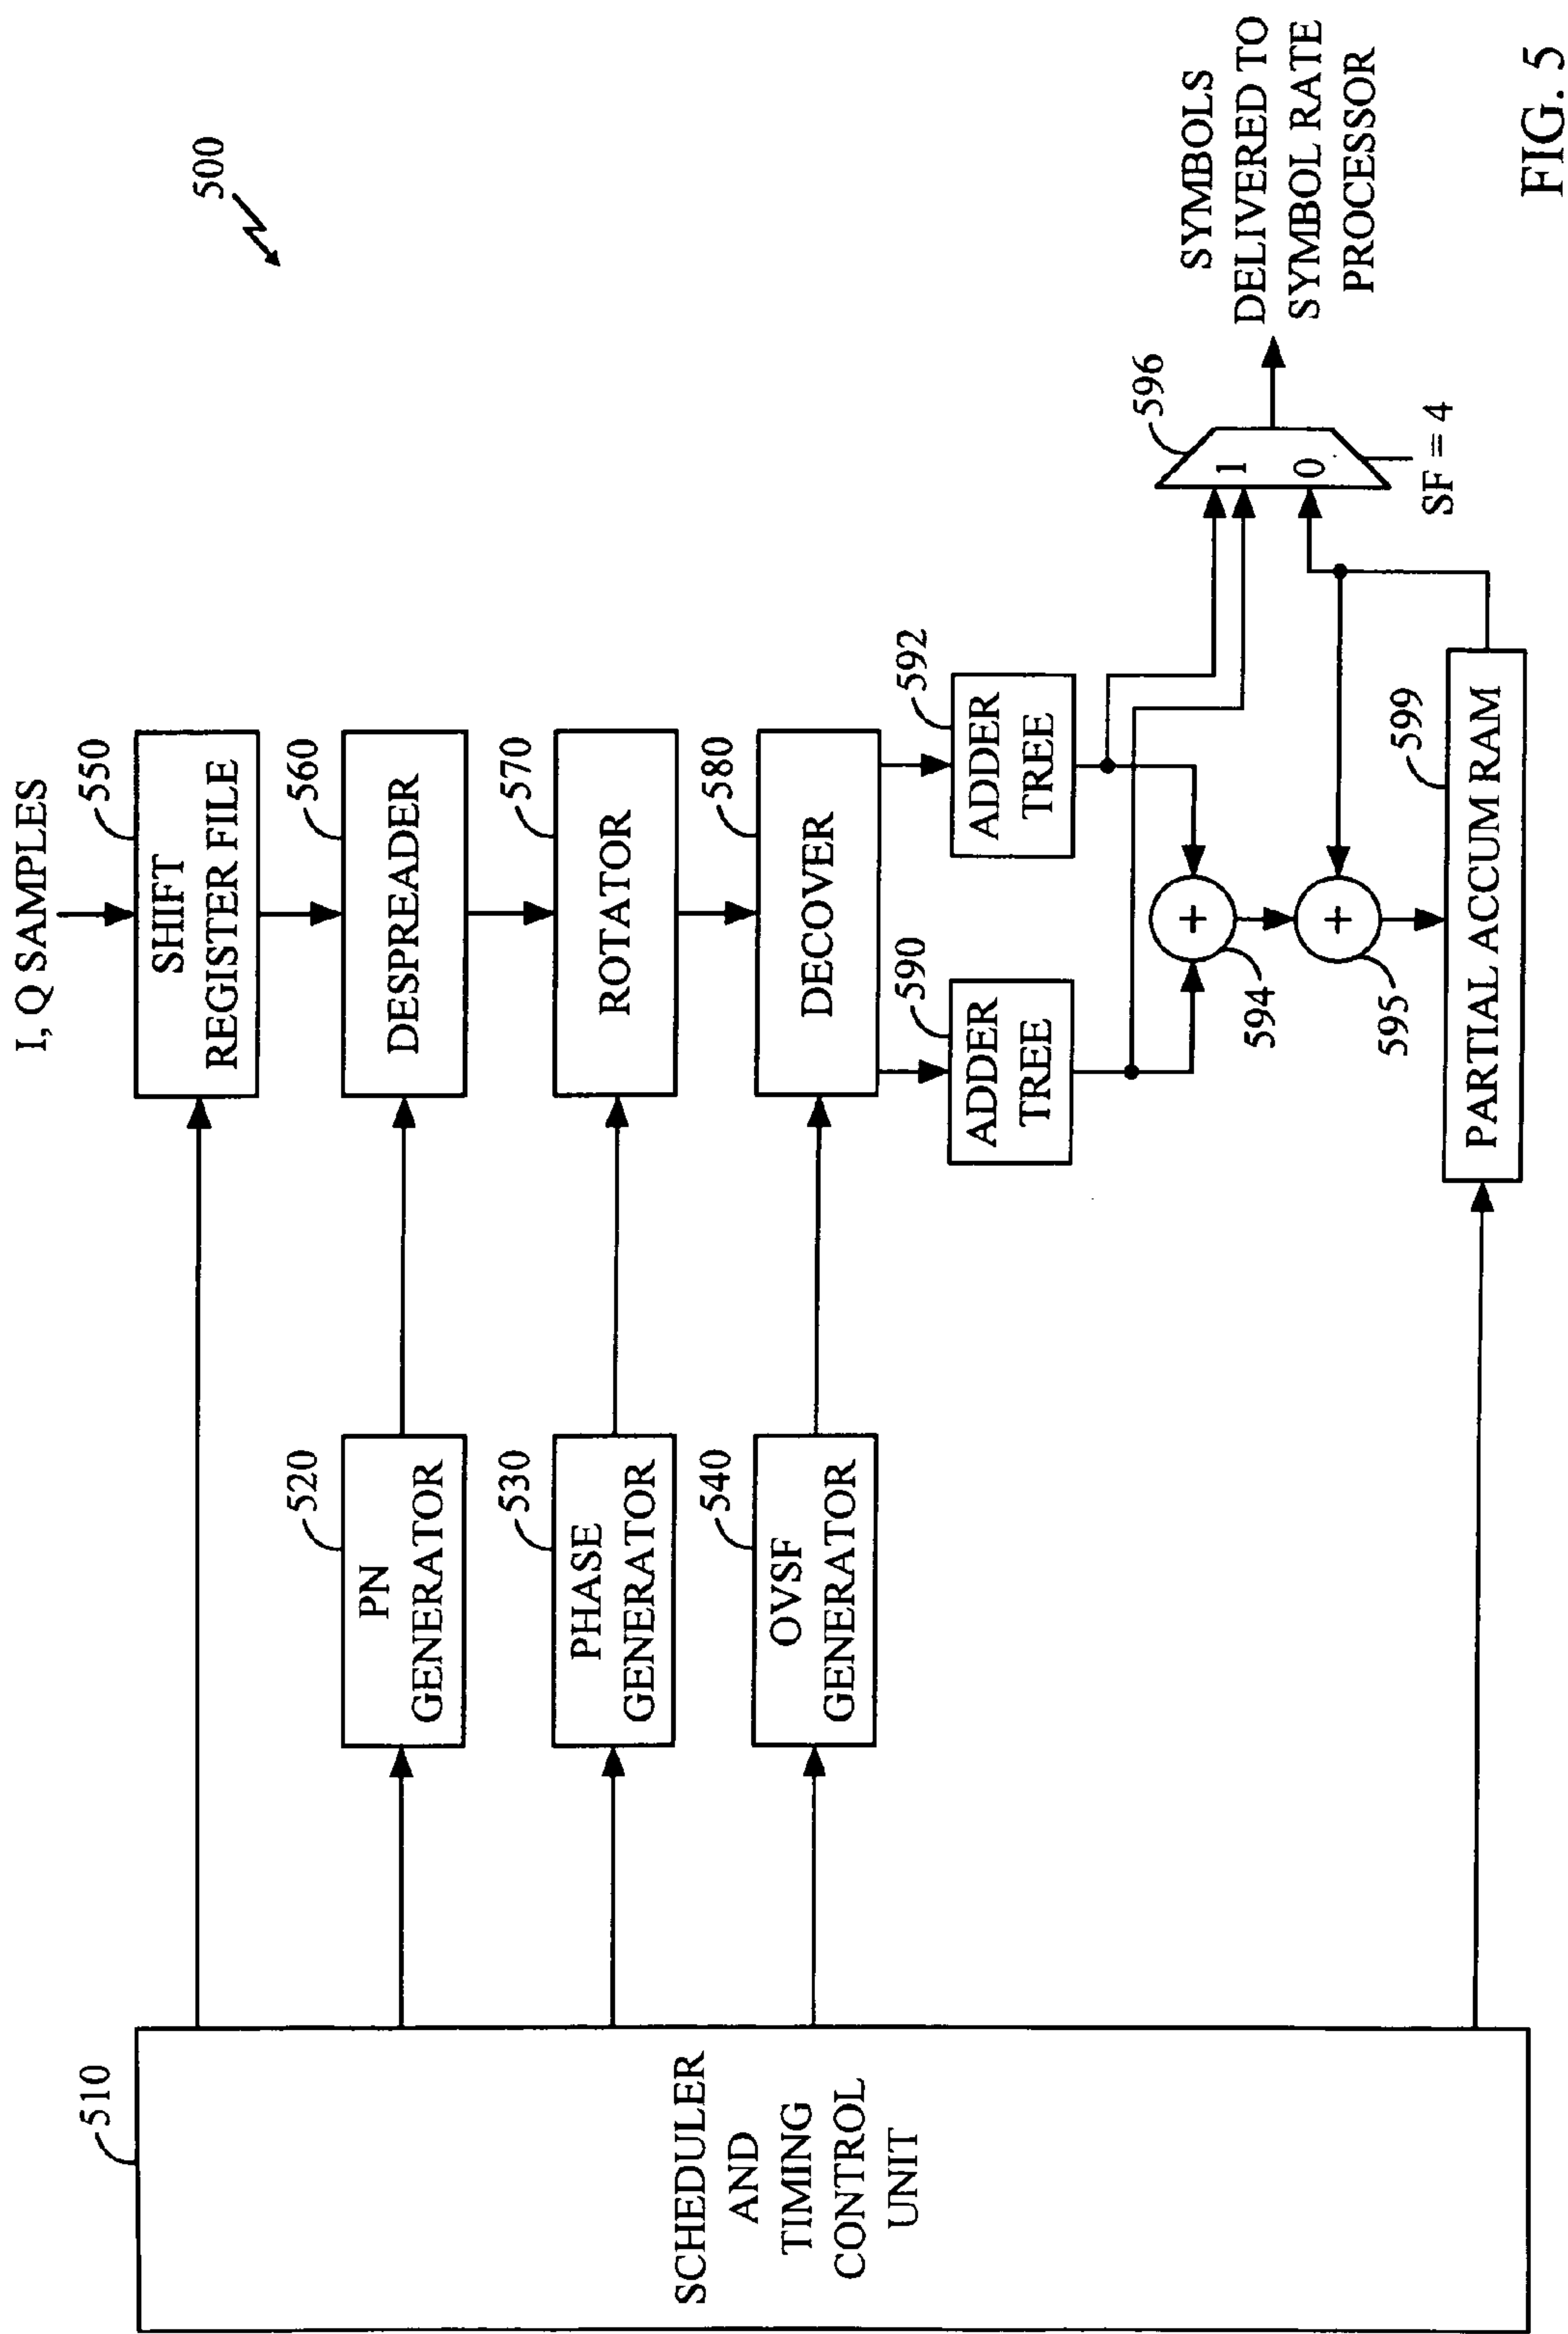 500
I, Q SAMPLES
550
SHIFT
REGISTER FILE
510
SCHEDULER
AND
TIMING
CONTROL
UNIT
520
PN
GENERATOR
560
DESPREADER
530
PHASE
GENERATOR
570
ROTATOR
540
OVSF
GENERATOR
580
DECOVER
590
ADDER
TREE
592
ADDER
TREE
+
594
+
595
596
1
0
SF = 4
SYMBOLS
DELIVERED TO
SYMBOL RATE
PROCESSOR
599
PARTIAL ACCUM RAM
FIG. 5